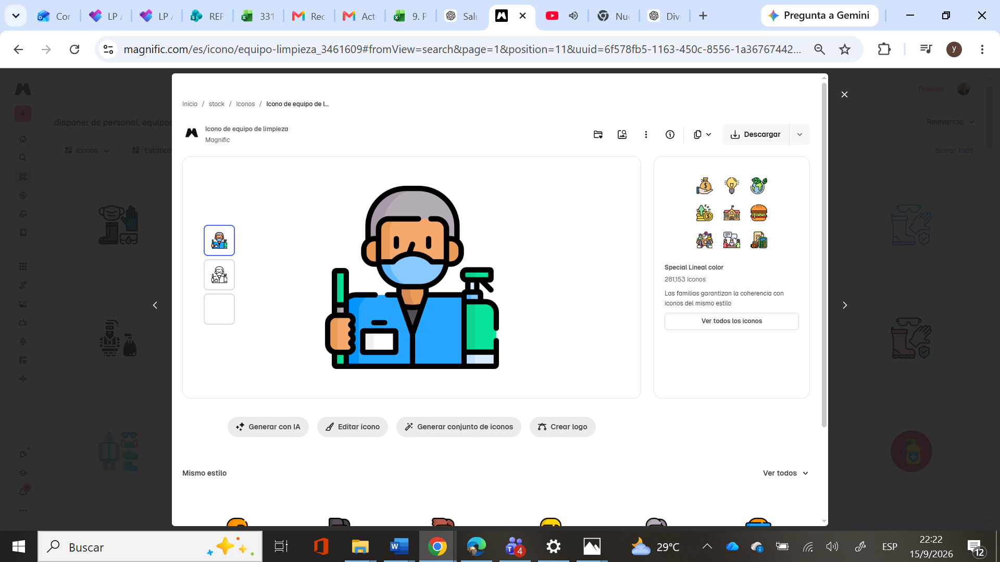 Cor
LP /
LP /
REP
331
Rec
Act
9. P
Salu
Nue
Divi
Pregunta a Gemini
magnific.com/es/icono/equipo-limpieza_3461609#fromView=search&page=1&position=11&uuid=6f578fb5-1163-450c-8556-1a36767442...
y
Precios
Inicio / stock / Iconos / Icono de equipo de l...
disponer de personal, equipos
Relevancia
Icono de equipo de limpieza
Magnific
Descargar
Iconos
Estático
Borrar todo
Special Lineal color
281,153 Iconos
Las familias garantizan la coherencia con
iconos del mismo estilo
Ver todos los iconos
Generar con IA
Editar icono
Generar conjunto de iconos
Crear logo
Mismo estilo
Ver todos
Buscar
4
29°C
ESP
22:22
15/9/2026
12